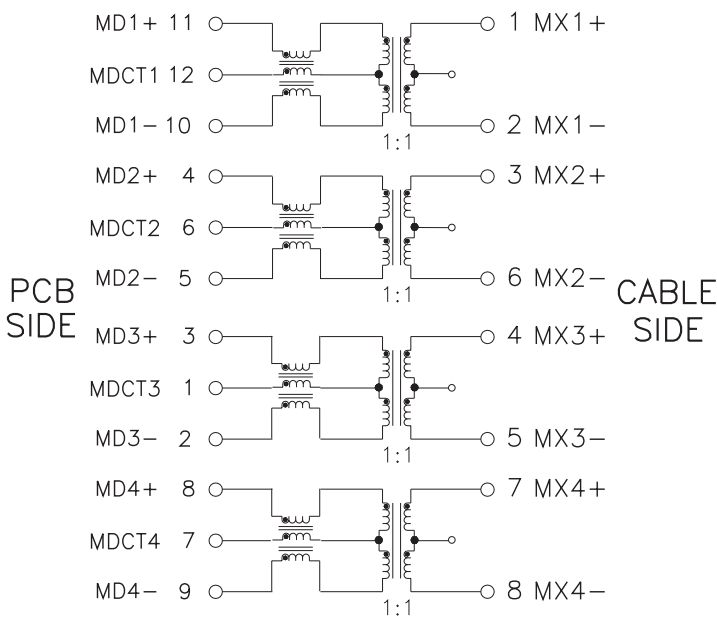 MD1+ 11 1 MX1+
MDCT1 12
MD1- 10 2 MX1-
1:1
MD2+ 4 3 MX2+
MDCT2 6
MD2- 5 6 MX2-
1:1
PCB
SIDE
CABLE
SIDE
MD3+ 3 4 MX3+
MDCT3 1
MD3- 2 5 MX3-
1:1
MD4+ 8 7 MX4+
MDCT4 7
MD4- 9 8 MX4-
1:1